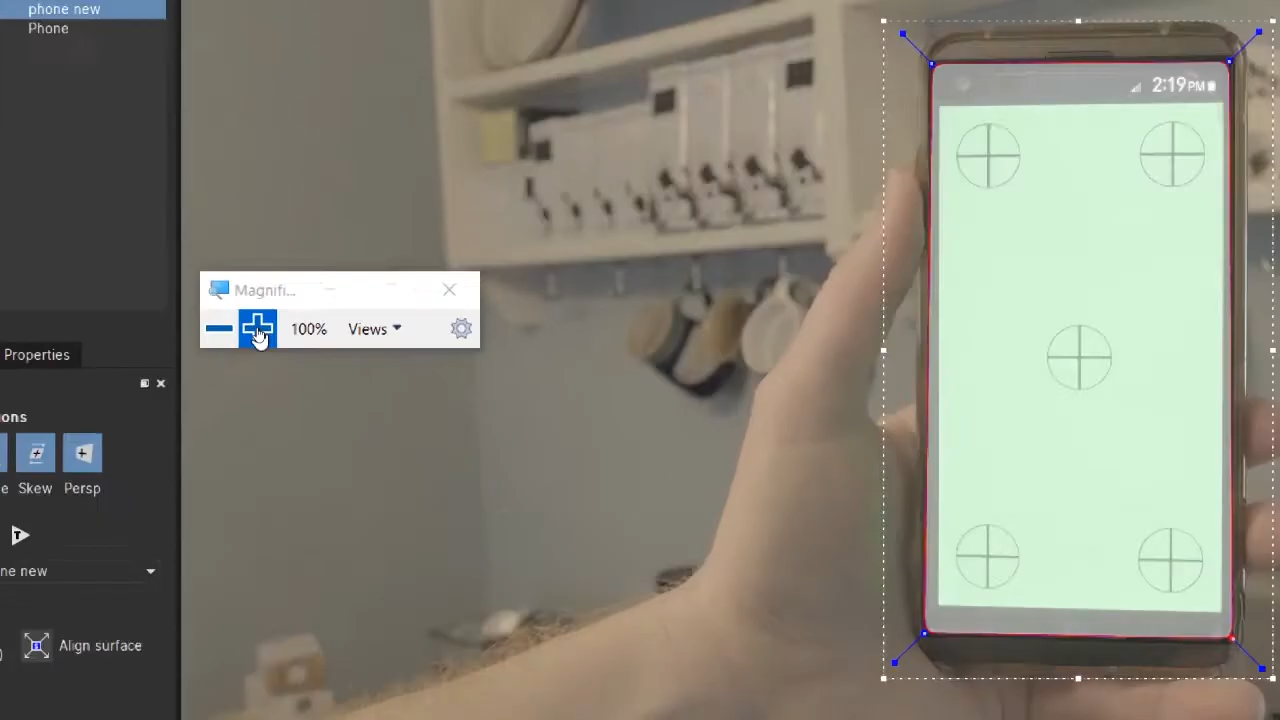 phone new
Phone
2:19PM
Magnifi...
100% Views
Properties
ons
e Skew Persp
ne new
Align surface